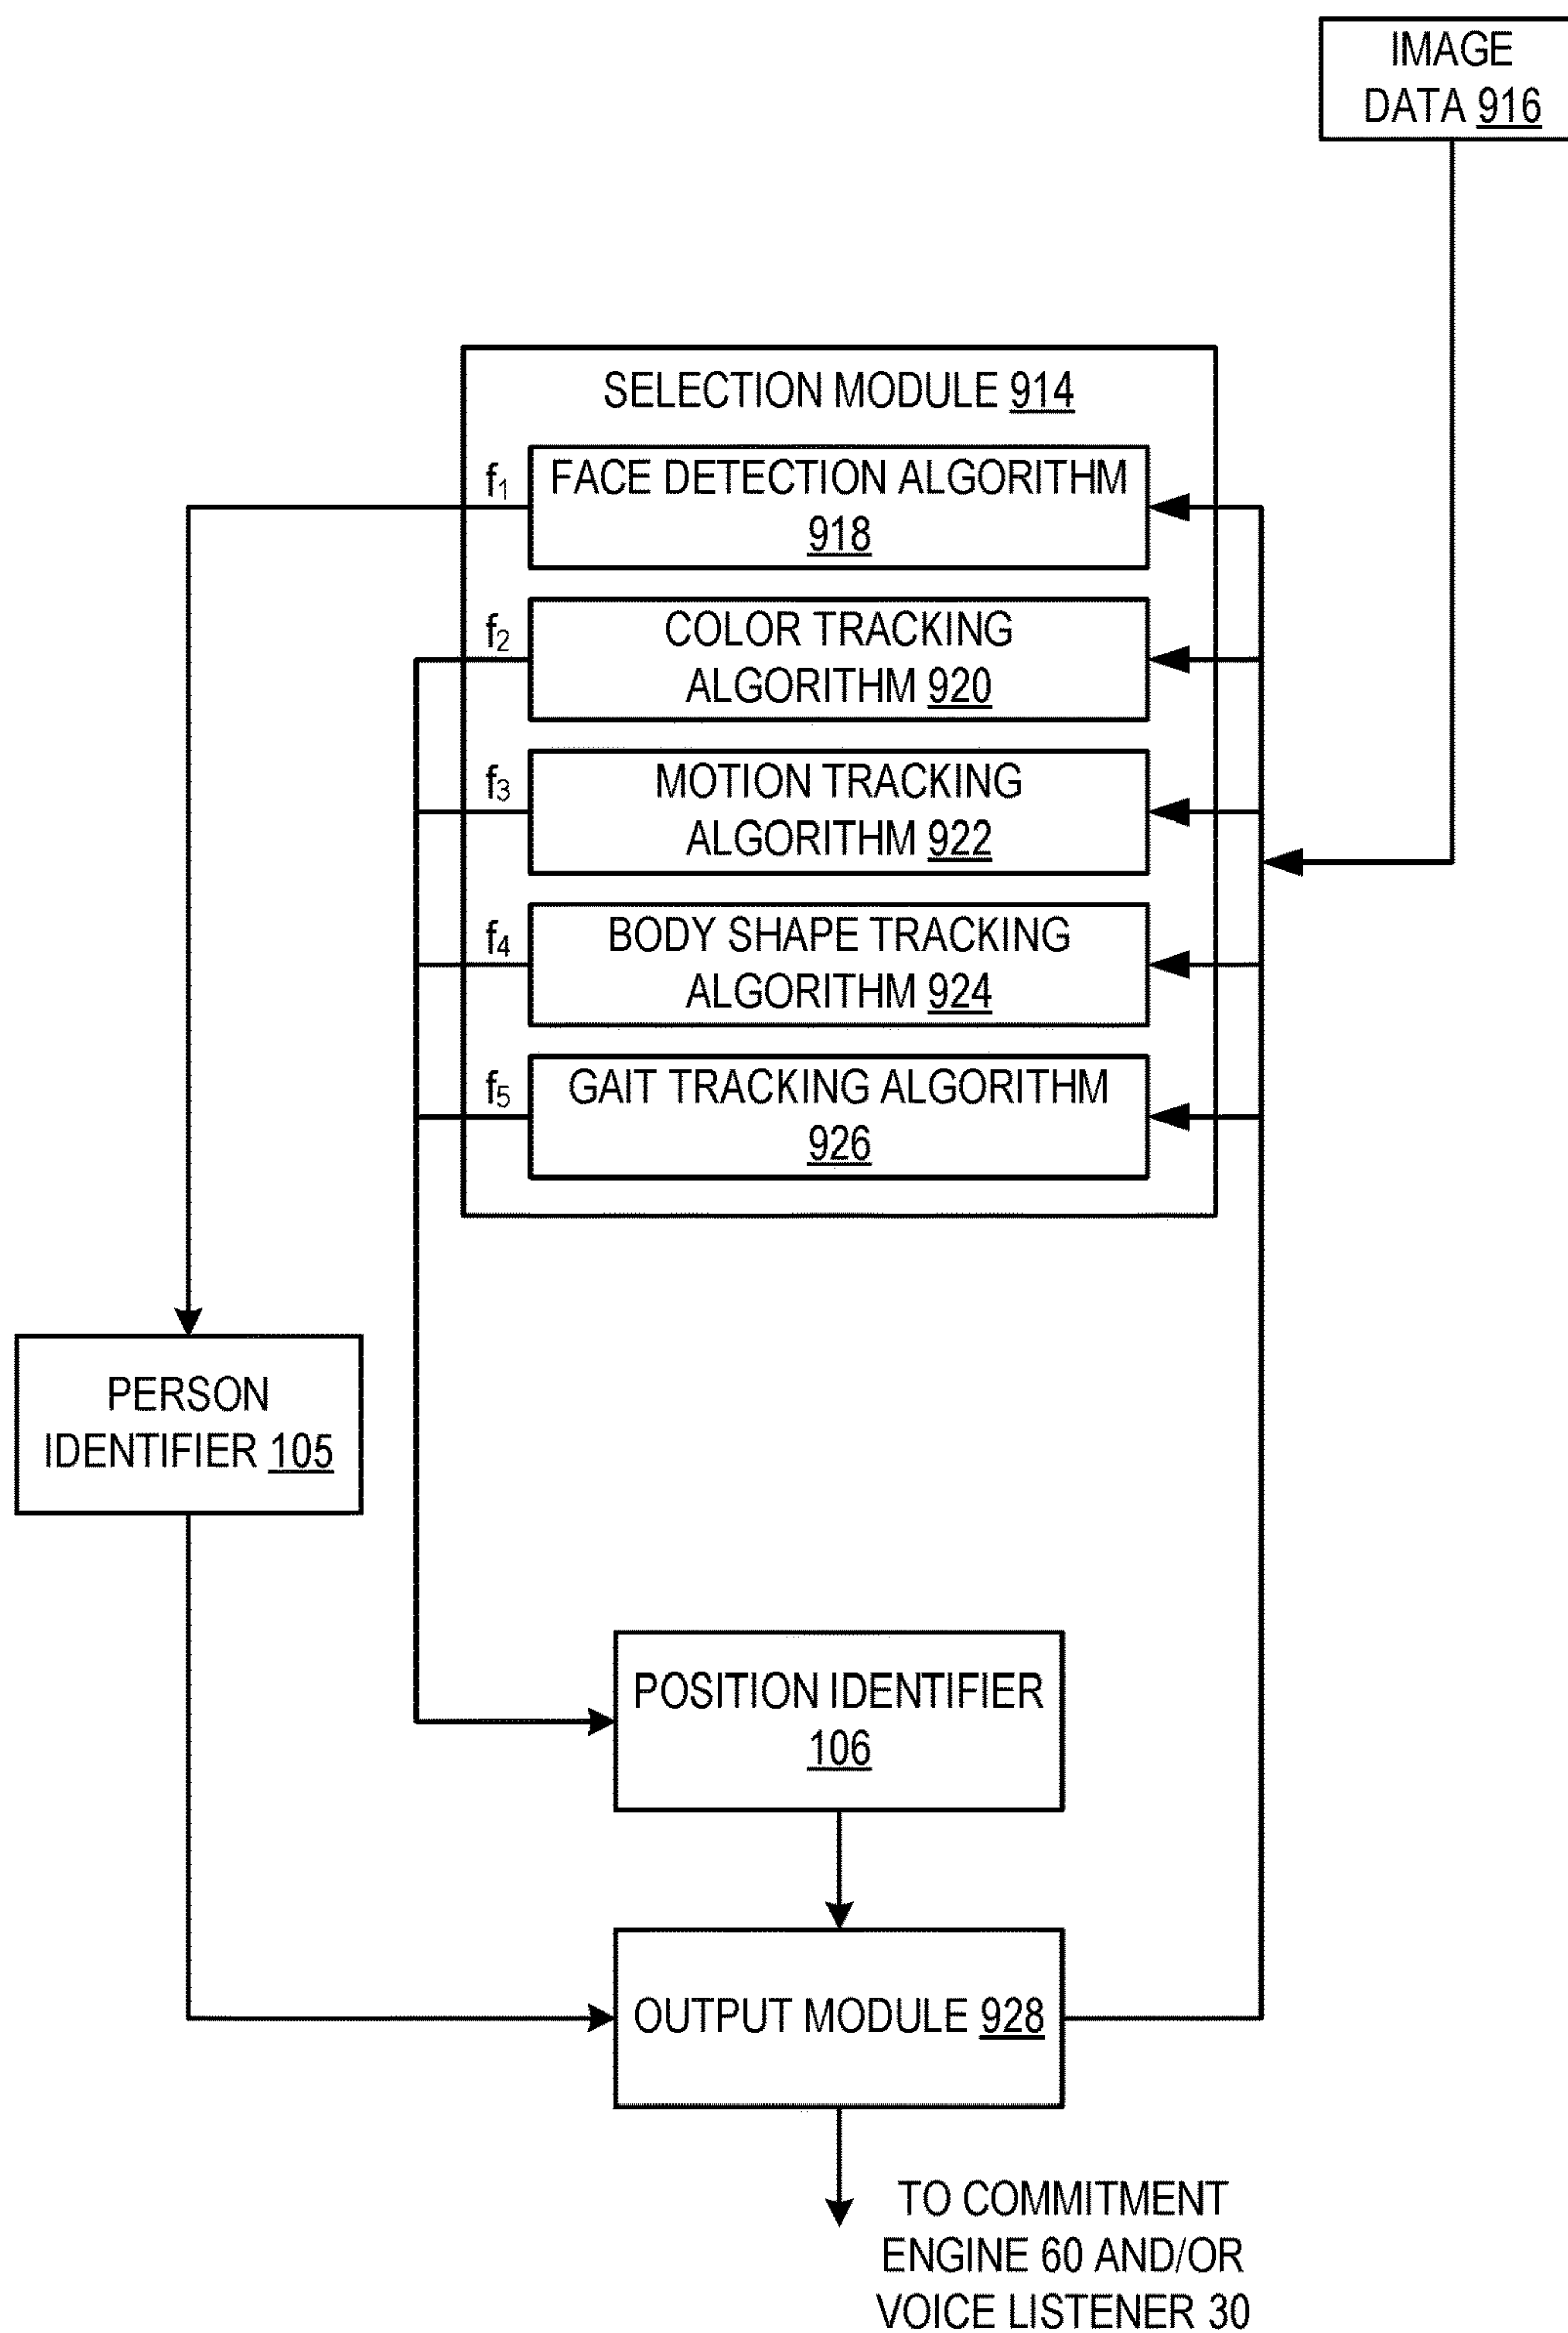 IMAGE
DATA 916
SELECTION MODULE 914
f1
FACE DETECTION ALGORITHM
918
f2
COLOR TRACKING
ALGORITHM 920
f3
MOTION TRACKING
ALGORITHM 922
f4
BODY SHAPE TRACKING
ALGORITHM 924
f5
GAIT TRACKING ALGORITHM
926
PERSON
IDENTIFIER 105
POSITION IDENTIFIER
106
OUTPUT MODULE 928
TO COMMITMENT
ENGINE 60 AND/OR
VOICE LISTENER 30